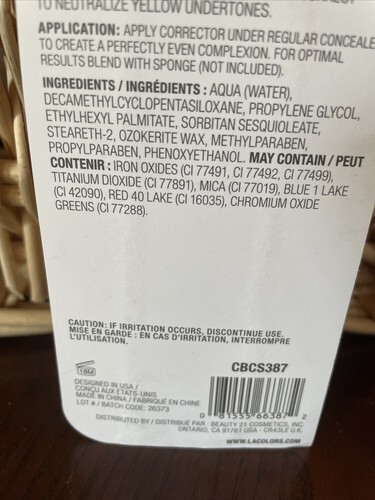 TO NEUTRALIZE YELLOW UNDERTONES.
APPLICATION: APPLY CORRECTOR UNDER REGULAR CONCEALE
TO CREATE A PERFECTLY EVEN COMPLEXION. FOR OPTIMAL
RESULTS BLEND WITH SPONGE (NOT INCLUDED).
INGREDIENTS / INGRÉDIENTS : AQUA (WATER),
DECAMETHYLCYCLOPENTASILOXANE, PROPYLENE GLYCOL,
ETHYLHEXYL PALMITATE, SORBITAN SESQUIOLEATE,
STEARETH-2, OZOKERITE WAX, METHYLPARABEN,
PROPYLPARABEN, PHENOXYETHANOL. MAY CONTAIN / PEUT
CONTENIR : IRON OXIDES (CI 77491, CI 77492, CI 77499),
TITANIUM DIOXIDE (CI 77891), MICA (CI 77019), BLUE 1 LAKE
(CI 42090), RED 40 LAKE (CI 16035), CHROMIUM OXIDE
GREENS (CI 77288).
CAUTION: IF IRRITATION OCCURS, DISCONTINUE USE.
MISE EN GARDE : EN CAS D'IRRITATION, INTERROMPRE
L'UTILISATION.
18M
CBCS387
DESIGNED IN USA /
CONÇU AUX ÉTATS-UNIS
MADE IN CHINA / FABRIQUÉ EN CHINE
LOT # / BATCH CODE: 26373
0 81555 66387 2
DISTRIBUTED BY / DISTRIBUÉ PAR : BEAUTY 21 COSMETICS, INC.
ONTARIO, CA 91761 USA - CR43LE U.K.
WWW.LACOLORS.COM